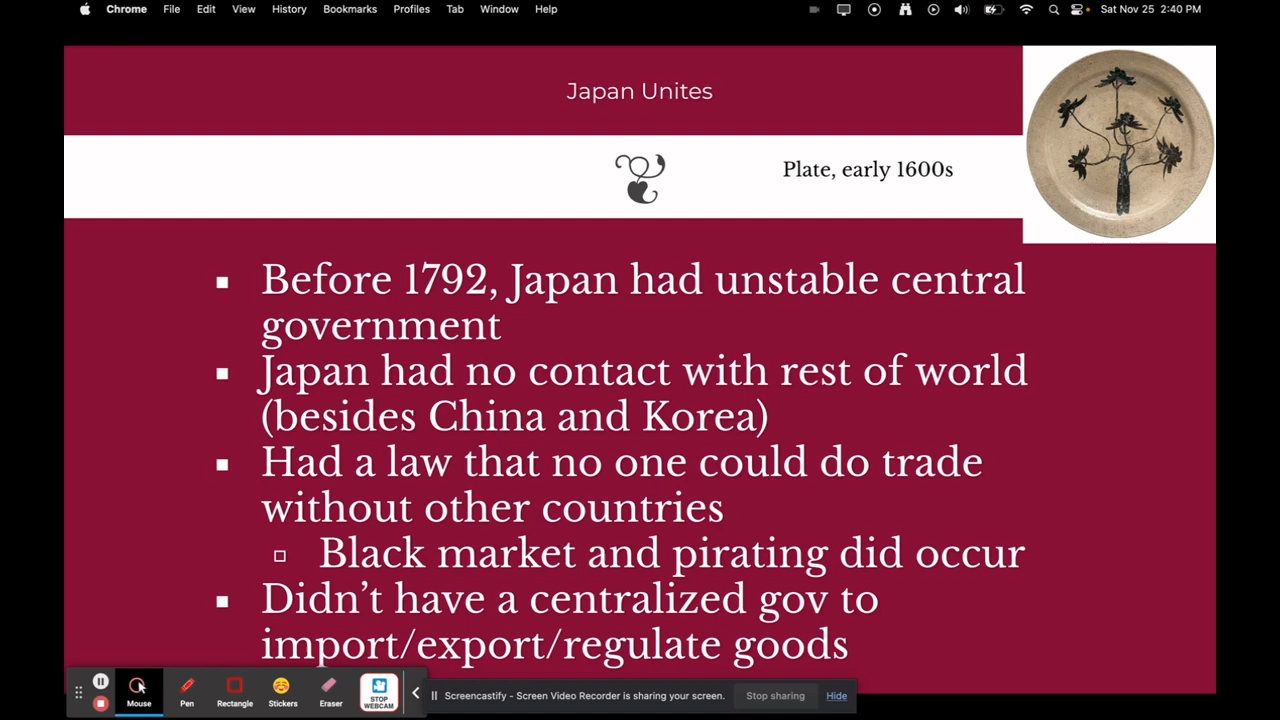 Chrome File Edit View History Bookmarks Profiles Tab Window Help Sat Nov 25 2:40 PM
Japan Unites
Plate, early 1600s
Before 1792, Japan had unstable central
government
Japan had no contact with rest of world
(besides China and Korea)
Had a law that no one could do trade
without other countries
Black market and pirating did occur
Didn’t have a centralized gov to
import/export/regulate goods
Mouse Pen Rectangle Stickers Eraser STOP WEBCAM
Screencastify - Screen Video Recorder is sharing your screen. Stop sharing Hide